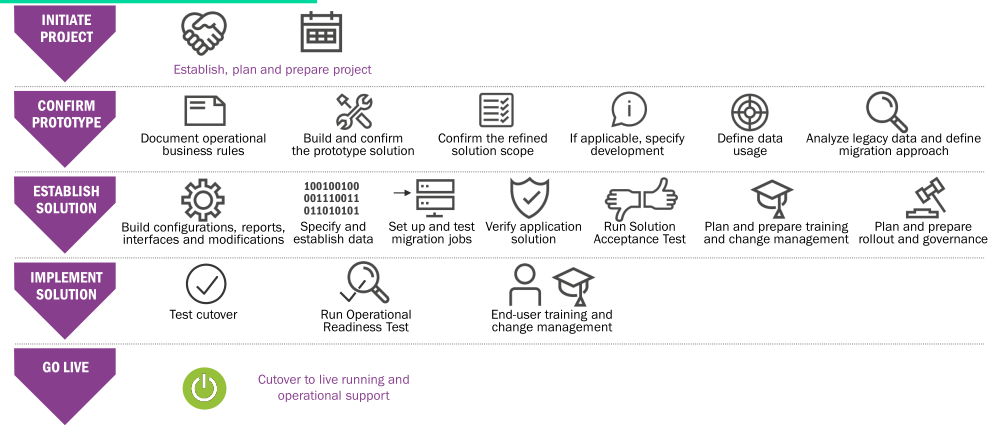 INITIATE
PROJECT
Establish, plan and prepare project
CONFIRM
PROTOTYPE
Document operational
business rules
Build and confirm
the prototype solution
Confirm the refined
solution scope
i
If applicable, specify
development
Define data
usage
Analyze legacy data and define
migration approach
ESTABLISH
SOLUTION
Build configurations, reports,
interfaces and modifications
100100100
001110011
011010101
Specify and
establish data
Set up and test
migration jobs
Verify application
solution
Run Solution
Acceptance Test
Plan and prepare training
and change management
Plan and prepare
rollout and governance
IMPLEMENT
SOLUTION
Test cutover
Run Operational
Readiness Test
End-user training and
change management
GO LIVE
Cutover to live running and
operational support